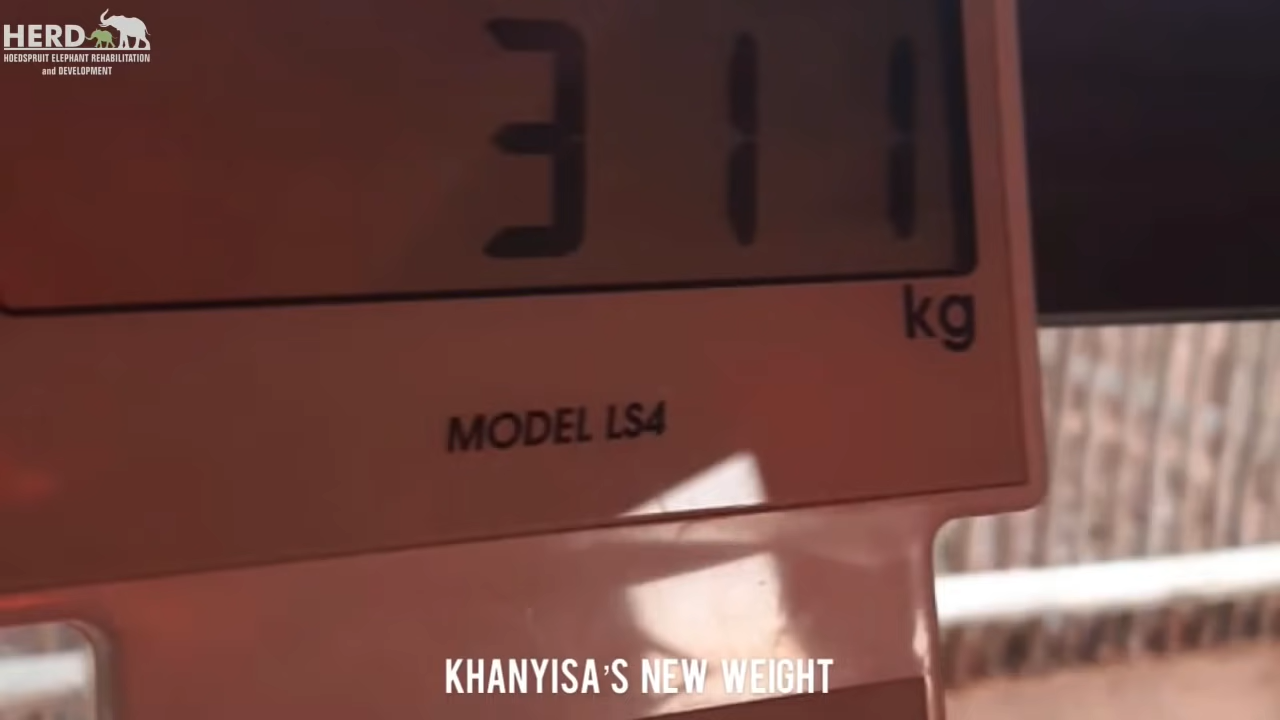 HERD
HOEDSPRUIT ELEPHANT REHABILITATION
and DEVELOPMENT
311
kg
MODEL LS4
KHANYISA'S NEW WEIGHT